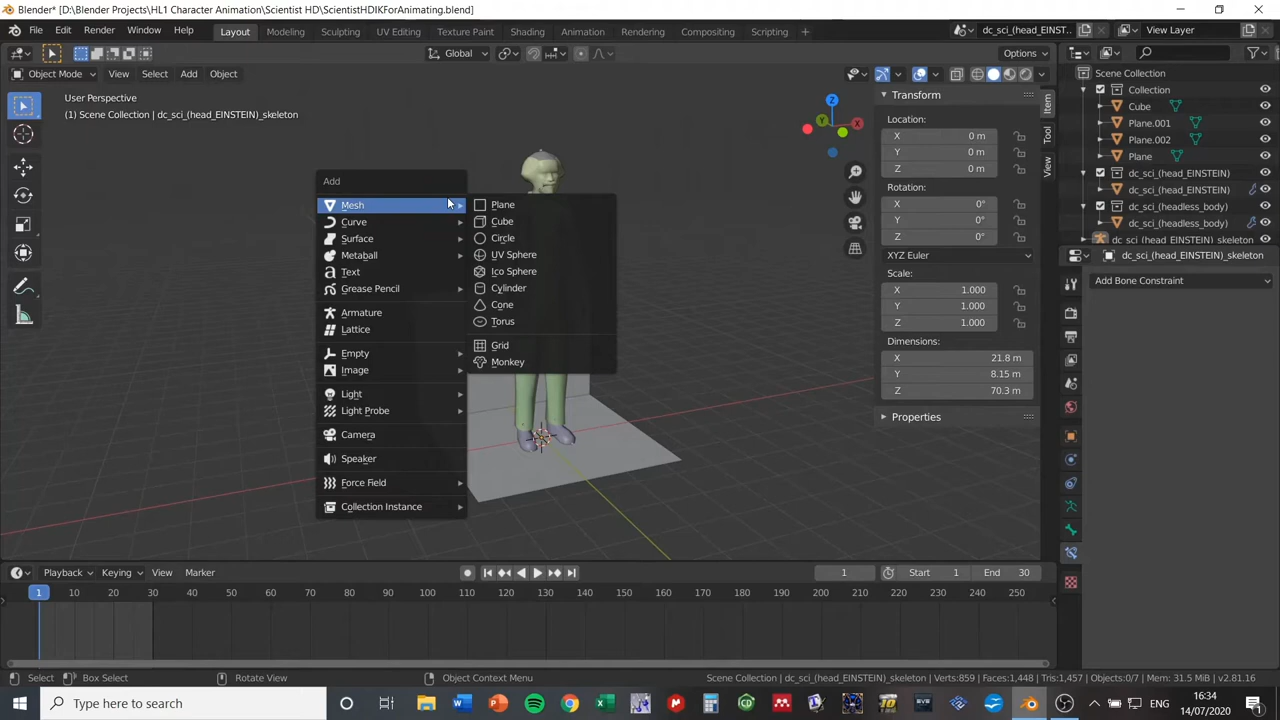 Blender* [D:\Blender Projects\HL1 Character Animation\Scientist HD\ScientistHDIKForAnimating.blend]
File Edit Render Window Help Layout Modeling Sculpting UV Editing Texture Paint Shading Animation Rendering Compositing Scripting + dc_sci_(head_EINST... View Layer
Global Options
Object Mode View Select Add Object
User Perspective
(1) Scene Collection | dc_sci_(head_EINSTEIN)_skeleton
Add
Mesh
Curve
Surface
Metaball
Text
Grease Pencil
Armature
Lattice
Empty
Image
Light
Light Probe
Camera
Speaker
Force Field
Collection Instance
Plane
Cube
Circle
UV Sphere
Ico Sphere
Cylinder
Cone
Torus
Grid
Monkey
Z
X
Y
Transform
Location:
X 0 m
Y 0 m
Z 0 m
Rotation:
X 0°
Y 0°
Z 0°
XYZ Euler
Scale:
X 1.000
Y 1.000
Z 1.000
Dimensions:
X 21.8 m
Y 8.15 m
Z 70.3 m
Properties
Item
Tool
View
Scene Collection
Collection
Cube
Plane.001
Plane.002
Plane
dc_sci_(head_EINSTEIN)
dc_sci_(head_EINSTEIN)
dc_sci_(headless_body)
dc_sci_(headless_body)
dc_sci_(head_EINSTEIN)_skeleton
dc_sci_(head_EINSTEIN)_skeleton
Add Bone Constraint
Playback Keying View Marker 1 Start 1 End 30
1 10 20 30 40 50 60 70 80 90 100 110 120 130 140 150 160 170 180 190 200 210 220 230 240 250
Select Box Select Rotate View Object Context Menu Scene Collection | dc_sci_(head_EINSTEIN)_skeleton | Verts:859 | Faces:1,448 | Tris:1,457 | Objects:0/7 | Mem: 31.5 MiB | v2.81.16
Type here to search
ENG
16:34
14/07/2020